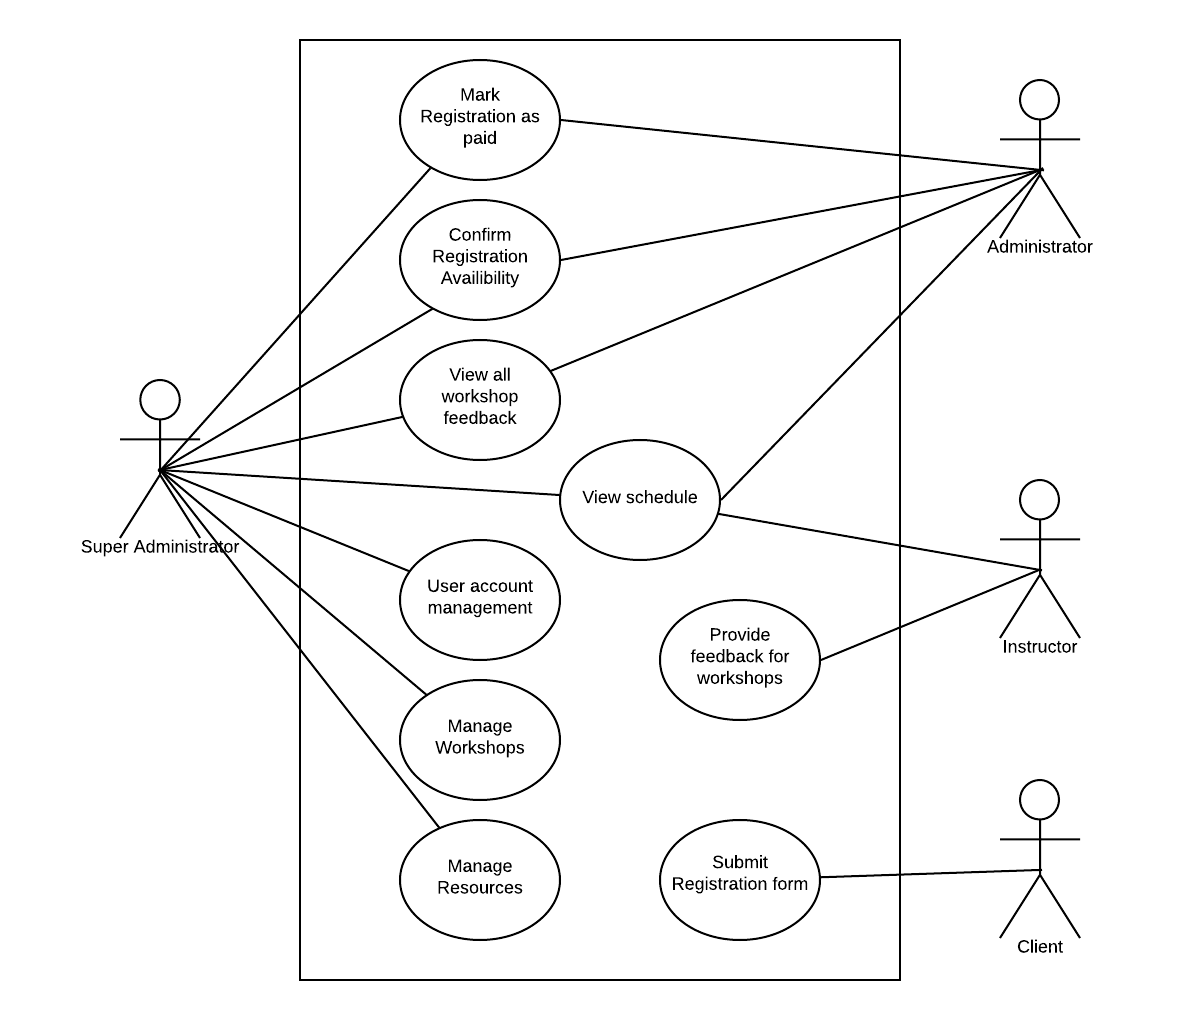 Mark
Registration as
paid
Confirm
Registration
Availibility
Administrator
View all
workshop
feedback
View schedule
Super Administrator
User account
management
Provide
feedback for
workshops
Instructor
Manage
Workshops
Manage
Resources
Submit
Registration form
Client